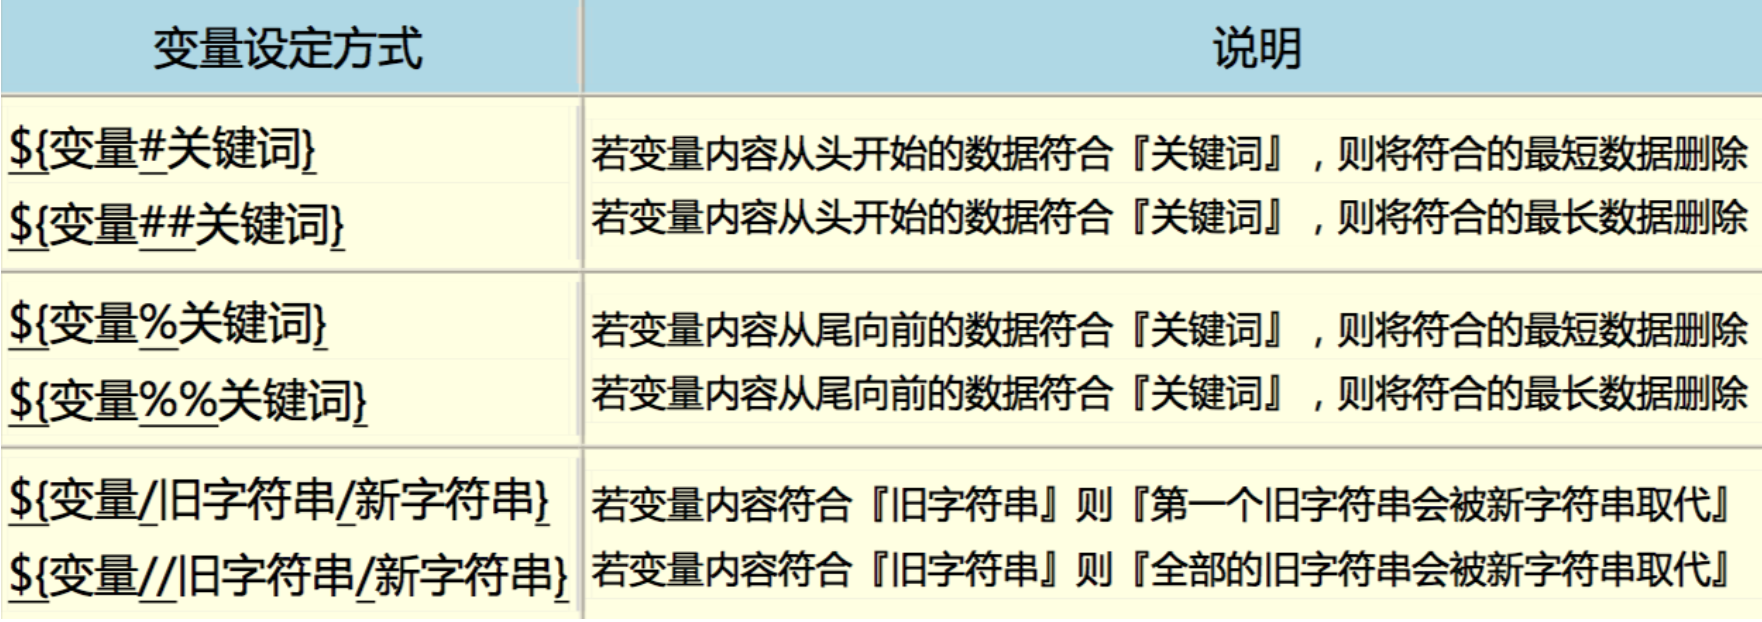 变量设定方式 说明
${变量#关键词} 若变量内容从头开始的数据符合『关键词』，则将符合的最短数据删除
${变量##关键词} 若变量内容从头开始的数据符合『关键词』，则将符合的最长数据删除
${变量%关键词} 若变量内容从尾向前的数据符合『关键词』，则将符合的最短数据删除
${变量%%关键词} 若变量内容从尾向前的数据符合『关键词』，则将符合的最长数据删除
${变量/旧字符串/新字符串} 若变量内容符合『旧字符串』则『第一个旧字符串会被新字符串取代』
${变量//旧字符串/新字符串} 若变量内容符合『旧字符串』则『全部的旧字符串会被新字符串取代』